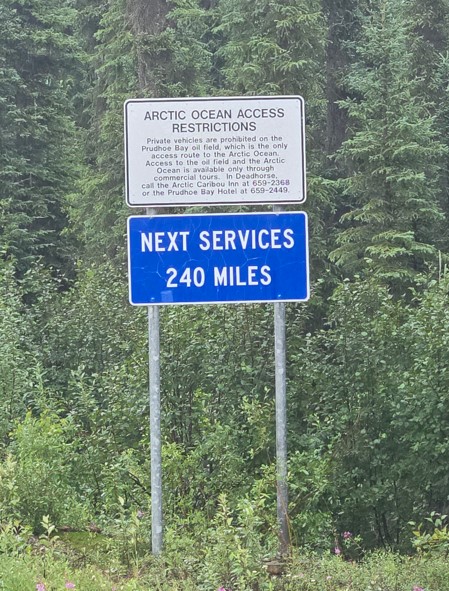 ARCTIC OCEAN ACCESS
RESTRICTIONS
Private vehicles are prohibited on the
Prudhoe Bay oil field, which is the only
access route to the Arctic Ocean.
Access to the oil field and the Arctic
Ocean is available only through
commercial tours. In Deadhorse,
call the Arctic Caribou Inn at 659-2368
or the Prudhoe Bay Hotel at 659-2449.
NEXT SERVICES
240 MILES